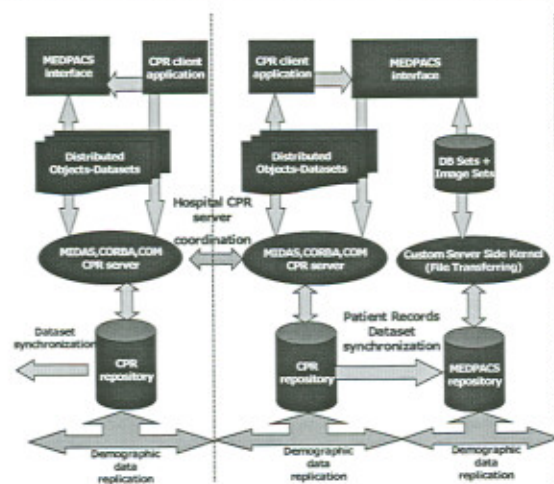 MEDPACS
interface
CPR client
application
CPR client
application
MEDPACS
interface
Distributed
Objects-Datasets
Distributed
Objects-Datasets
DB Sets +
Image Sets
Hospital CPR
server
coordination
MIDAS,CORBA,COM
CPR server
MIDAS,CORBA,COM
CPR server
Custom Server Side Kernel
(File Transferring)
Dataset
synchronization
Patient Records
Dataset
synchronization
CPR
repository
CPR
repository
MEDPACS
repository
Demographic
data
replication
Demographic
data
replication
Demographic
data
replication